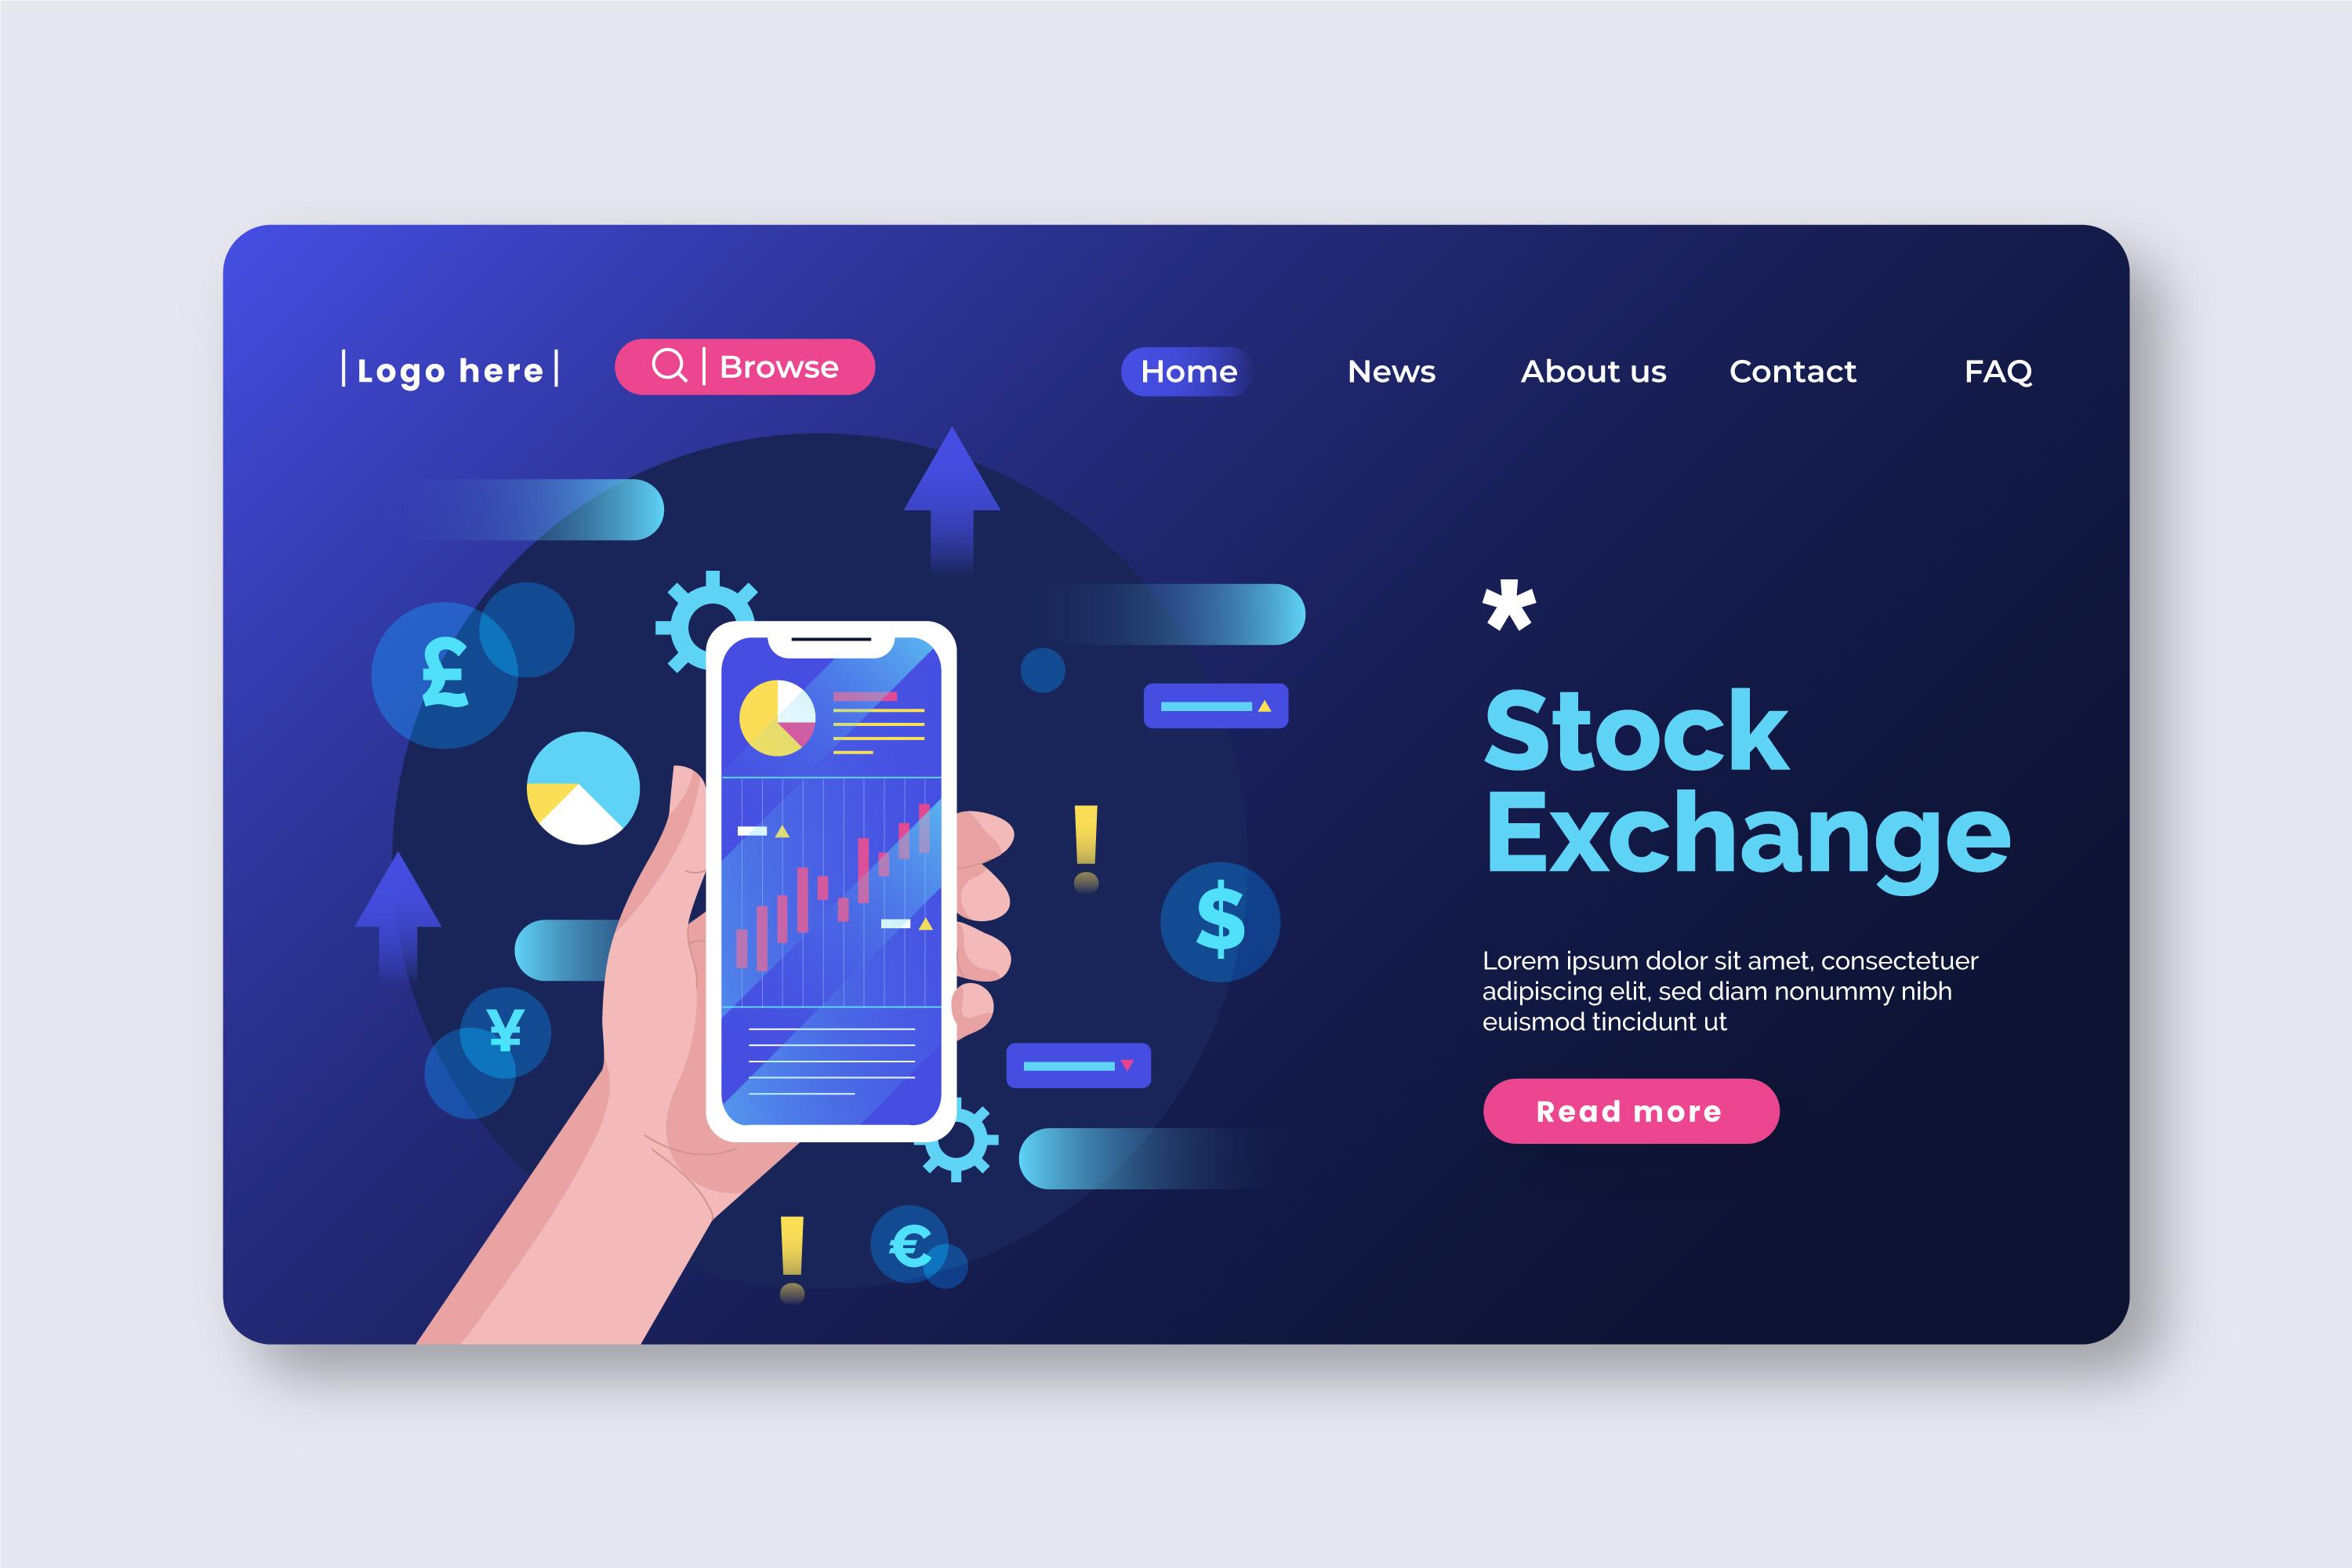 |Logo here|
| Browse
Home
News
About us
Contact
FAQ
*
Stock
Exchange
Lorem ipsum dolor sit amet, consectetuer
adipiscing elit, sed diam nonummy nibh
euismod tincidunt ut
Read more
£
¥
!
$
!
€